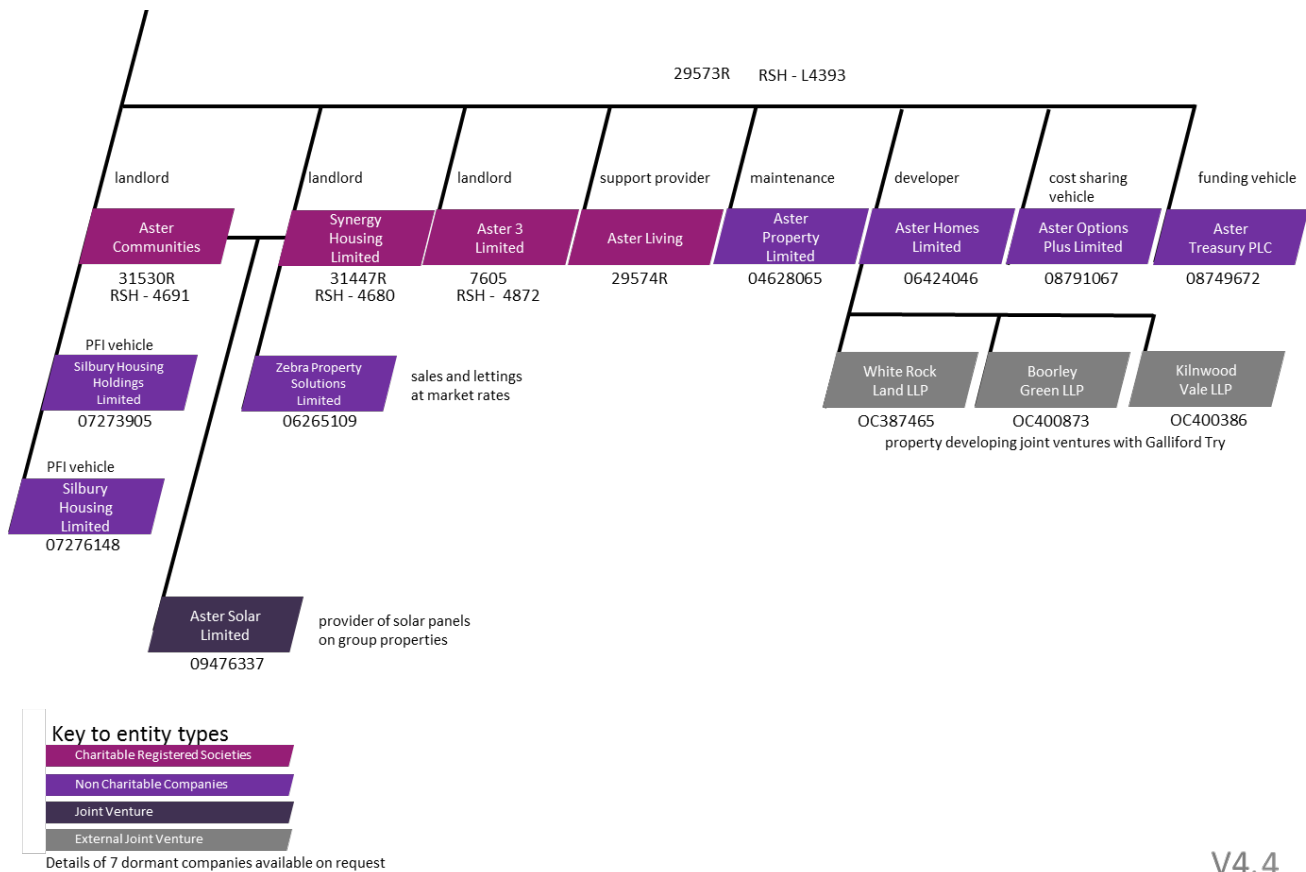 29573R RSH - L4393
landlord
landlord
landlord
support provider
maintenance
developer
cost sharing
vehicle
funding vehicle
Aster
Communities
Synergy
Housing
Limited
Aster 3
Limited
Aster Living
Aster
Property
Limited
Aster Homes
Limited
Aster Options
Plus Limited
Aster
Treasury PLC
31530R
RSH - 4691
31447R
RSH - 4680
7605
RSH - 4872
29574R
04628065
06424046
08791067
08749672
PFI vehicle
Silbury Housing
Holdings
Limited
07273905
Zebra Property
Solutions
Limited
06265109
sales and lettings
at market rates
White Rock
Land LLP
OC387465
Boorley
Green LLP
OC400873
Kilnwood
Vale LLP
OC400386
property developing joint ventures with Galliford Try
PFI vehicle
Silbury
Housing
Limited
07276148
Aster Solar
Limited
09476337
provider of solar panels
on group properties
Key to entity types
Charitable Registered Societies
Non Charitable Companies
Joint Venture
External Joint Venture
Details of 7 dormant companies available on request
V4.4